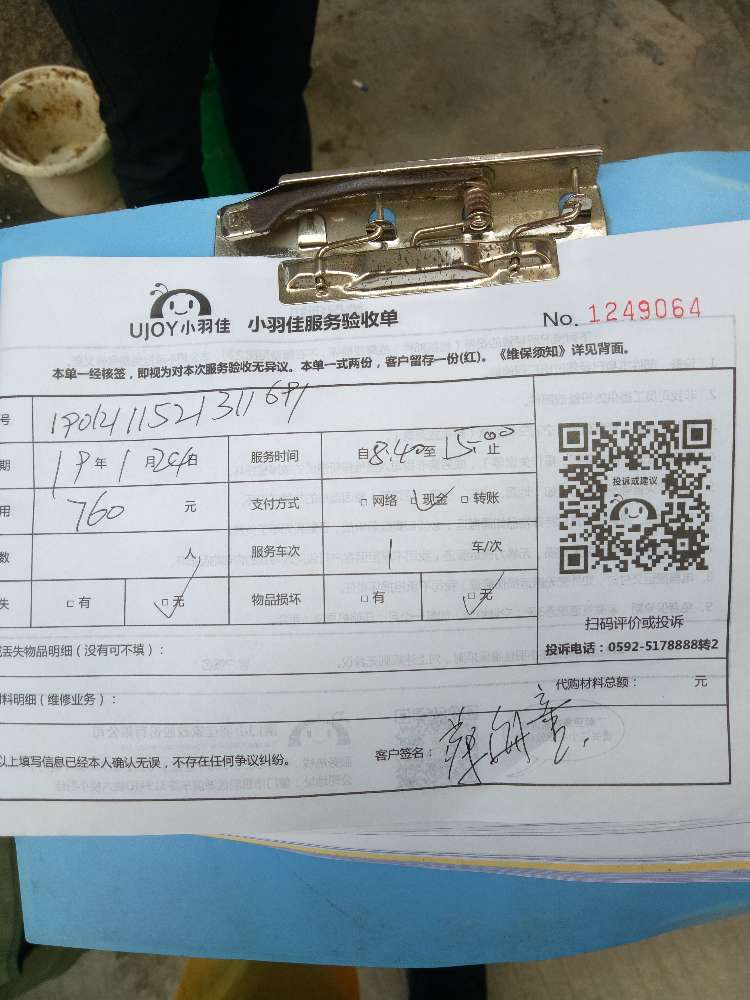 UJOY小羽佳 小羽佳服务验收单 No. 1249064
本单一经核签，即视为对本次服务验收无异议。本单一式两份，客户留存一份(红)。《维保须知》详见背面。
号
期 19年1月24日 服务时间 自8:40至15:00止
用 760 元 支付方式 □网络 □现金 □转账
投诉或建议
数 人 服务车次 1 车/次
失 □有 □无 物品损坏 □有 □无
扫码评价或投诉
丢失物品明细（没有可不填）： 投诉电话：0592-5178888转2
料明细（维修业务）： 代购材料总额： 元
以上填写信息已经本人确认无误，不存在任何争议纠纷。 客户签名：